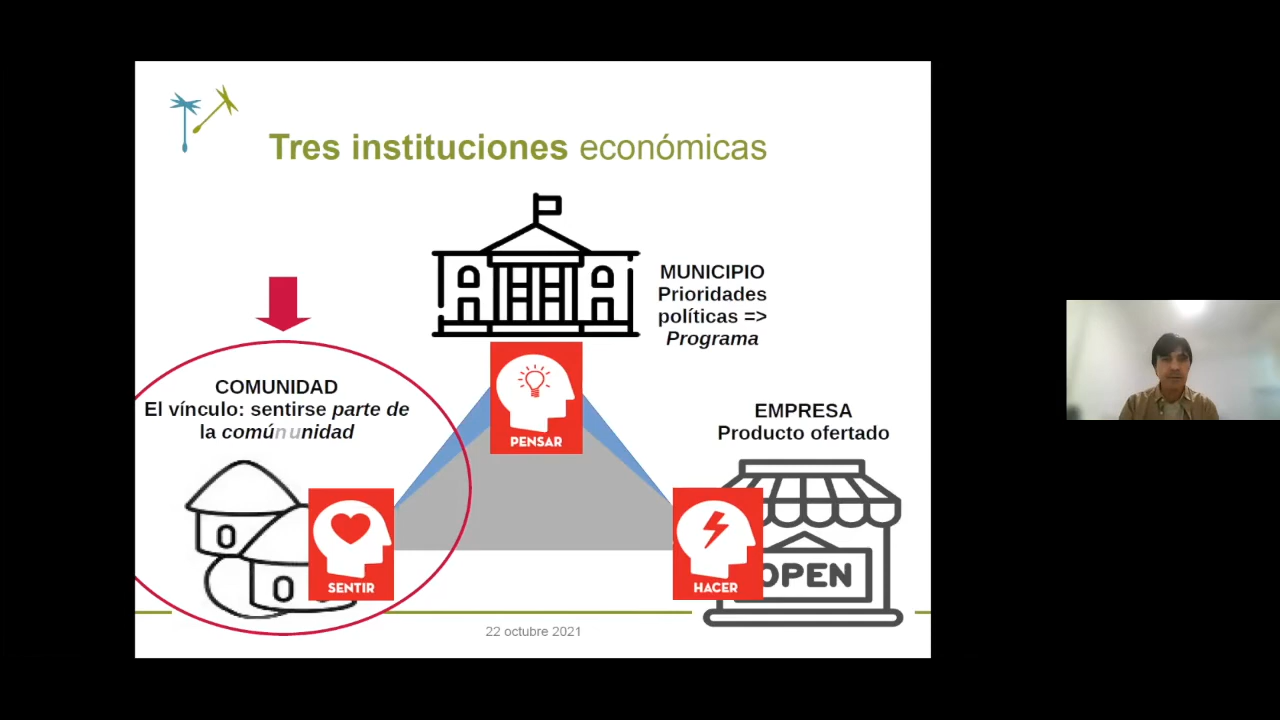 Tres instituciones económicas
MUNICIPIO
Prioridades
políticas =>
Programa
PENSAR
COMUNIDAD
El vínculo: sentirse parte de
la comúnunidad
SENTIR
EMPRESA
Producto ofertado
HACER
OPEN
22 octubre 2021